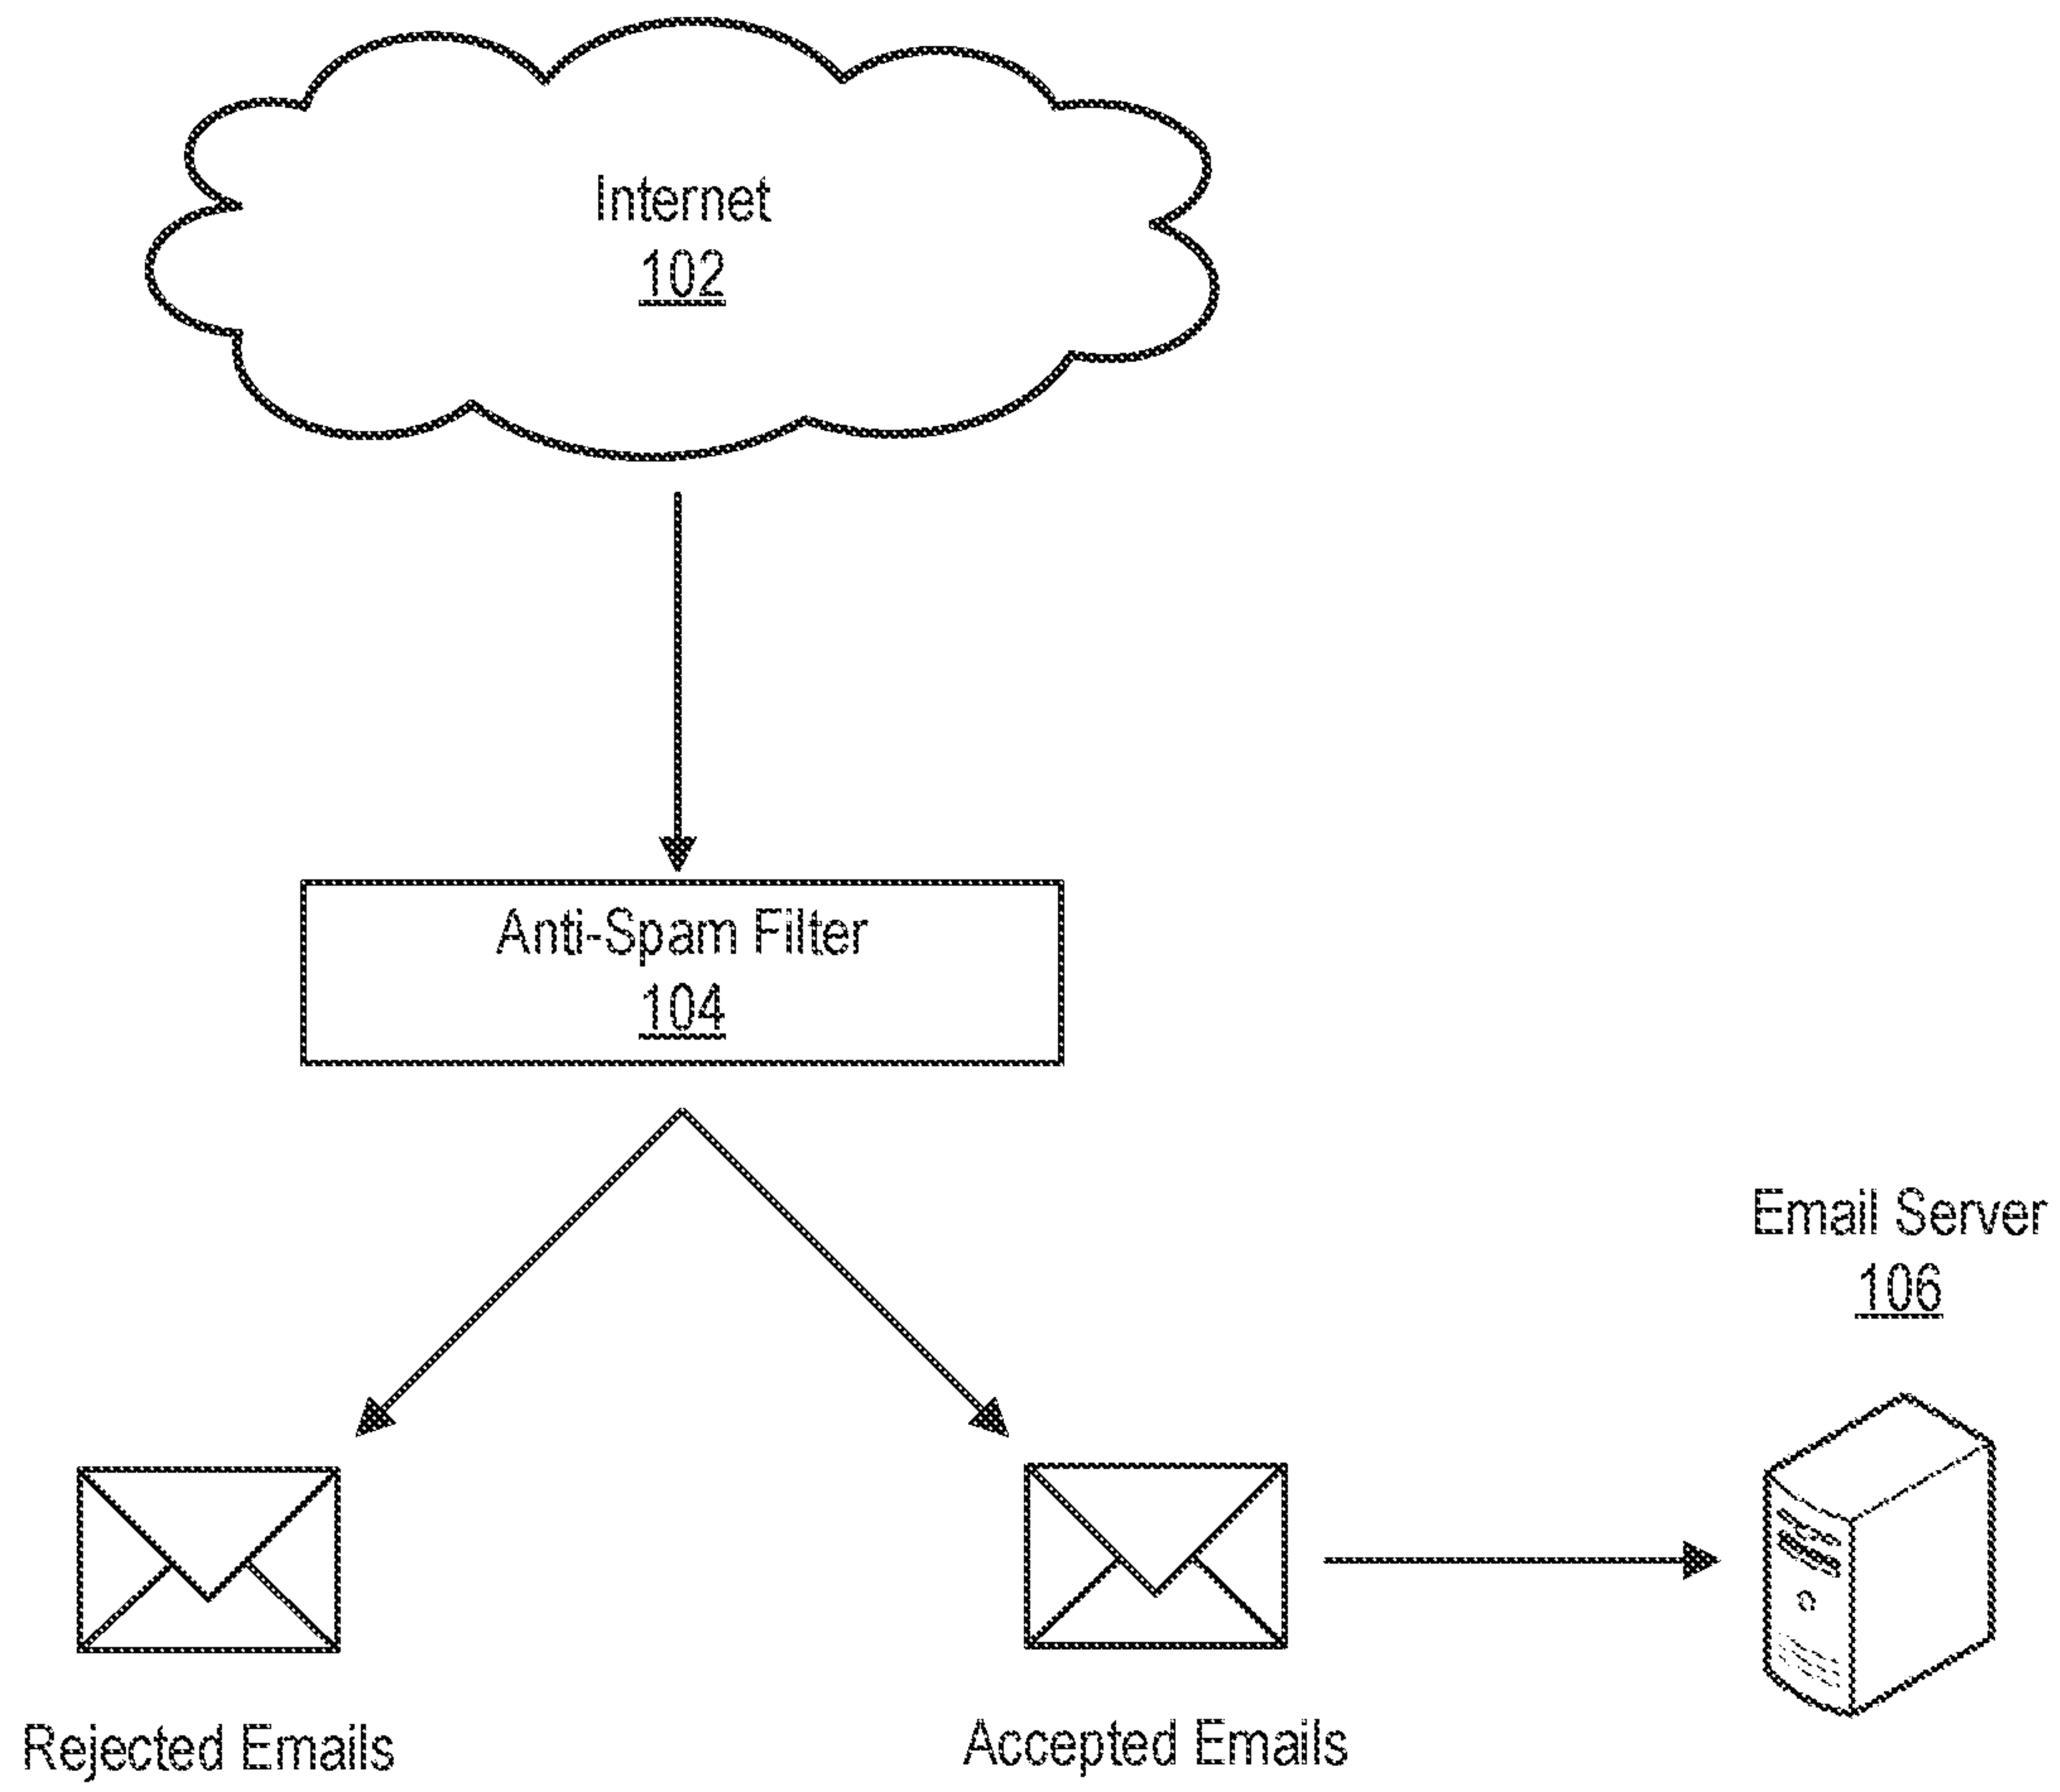 Internet
102
Anti-Spam Filter
104
Email Server
106
Rejected Emails
Accepted Emails